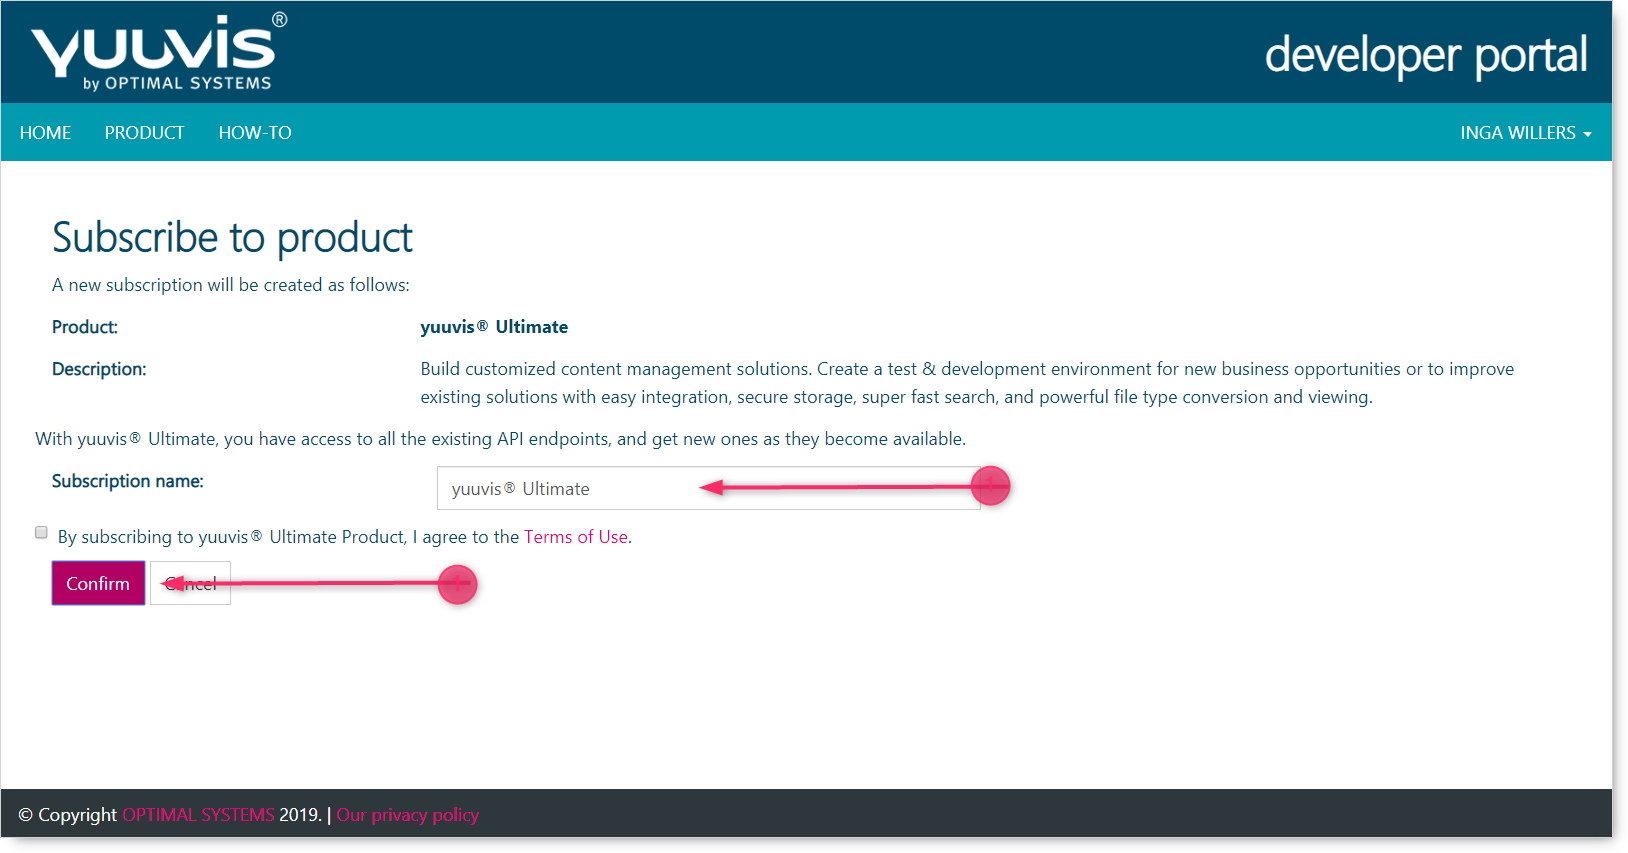 yuuvis®
by OPTIMAL SYSTEMS
developer portal
HOME PRODUCT HOW-TO INGA WILLERS
Subscribe to product
A new subscription will be created as follows:
Product: yuuvis® Ultimate
Description: Build customized content management solutions. Create a test & development environment for new business opportunities or to improve
existing solutions with easy integration, secure storage, super fast search, and powerful file type conversion and viewing.
With yuuvis® Ultimate, you have access to all the existing API endpoints, and get new ones as they become available.
Subscription name: yuuvis® Ultimate 1
By subscribing to yuuvis® Ultimate Product, I agree to the Terms of Use.
Confirm Cancel 1
© Copyright OPTIMAL SYSTEMS 2019. | Our privacy policy